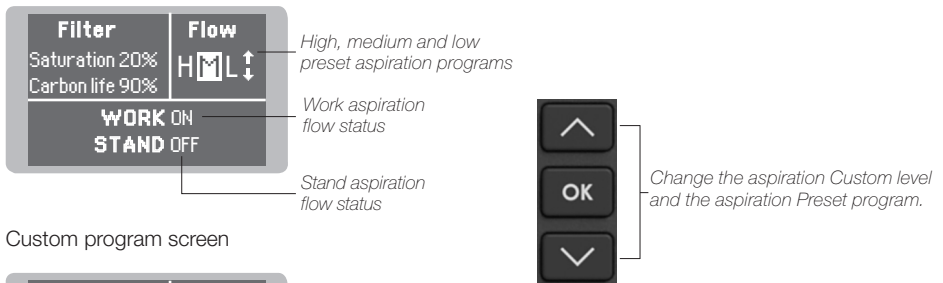 Filter
Flow
Saturation 20%
Carbon life 90%
H M L
High, medium and low
preset aspiration programs
WORK ON
STAND OFF
Work aspiration
flow status
Stand aspiration
flow status
OK
Change the aspiration Custom level
and the aspiration Preset program.
Custom program screen